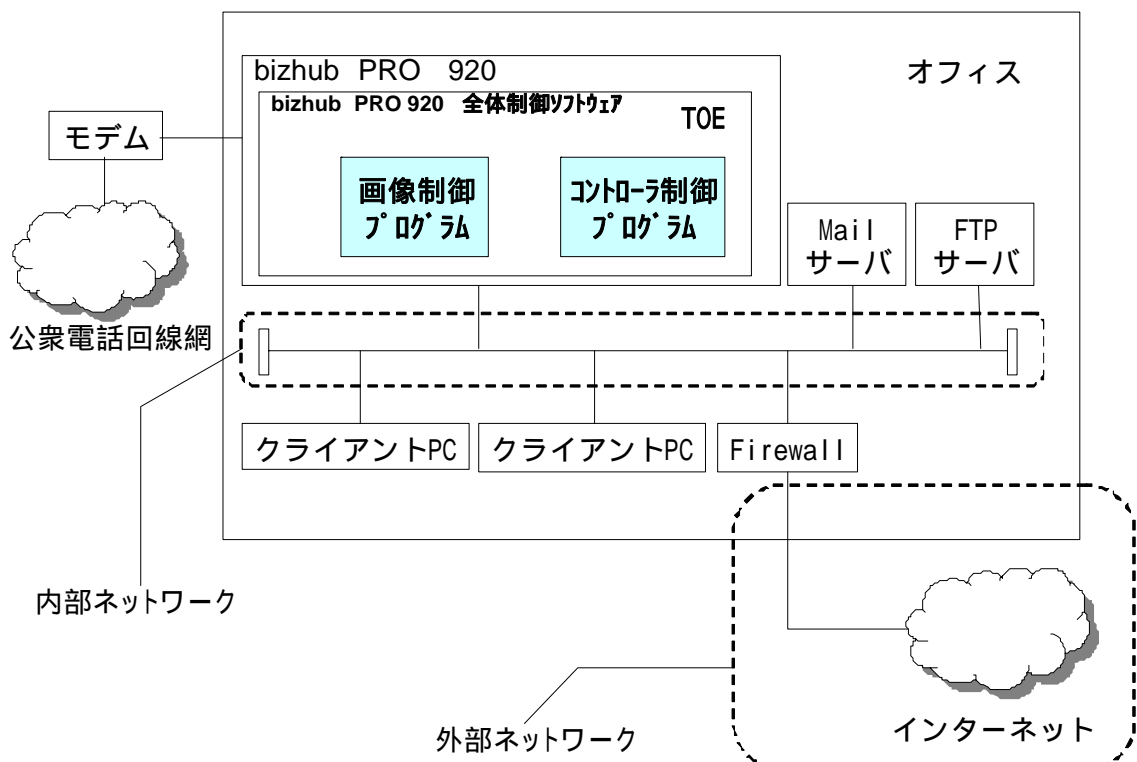 オフィス
bizhub PRO 920
bizhub PRO 920 全体制御ｿﾌﾄｳｪｱ
TOE
モデム
画像制御
ﾌﾟﾛｸﾞﾗﾑ
ｺﾝﾄﾛｰﾗ制御
ﾌﾟﾛｸﾞﾗﾑ
Mail
サーバ
FTP
サーバ
公衆電話回線網
クライアントPC
クライアントPC
Firewall
内部ネットワーク
外部ネットワーク
インターネット